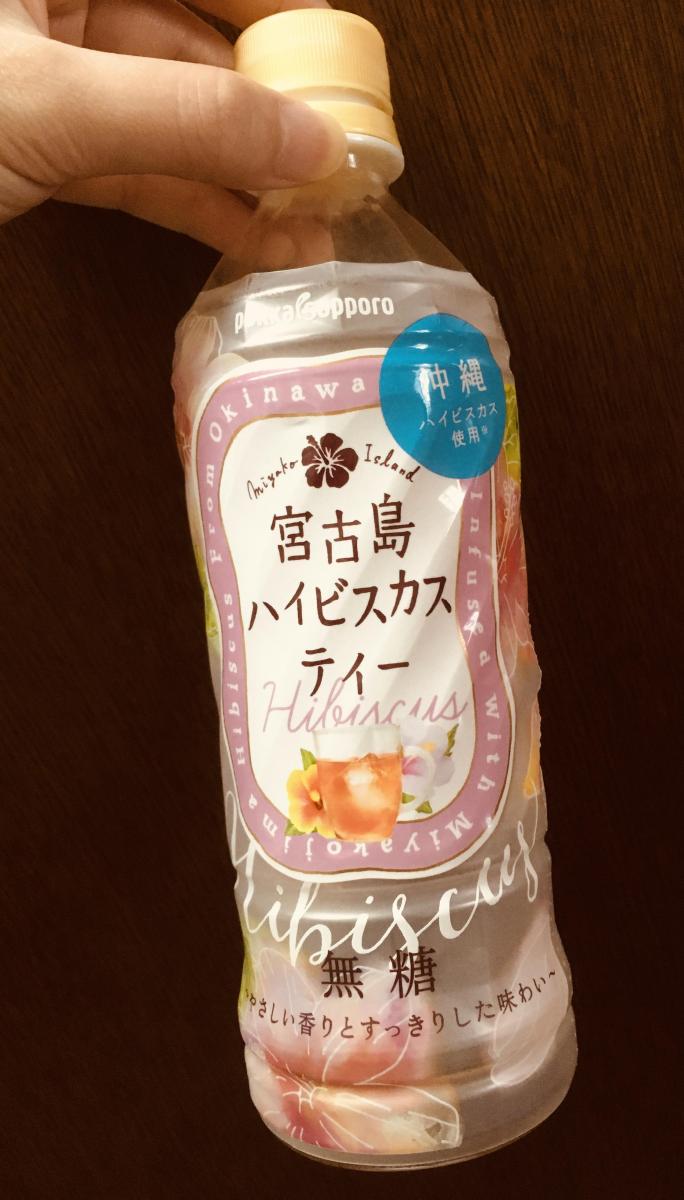 pokka sapporo
沖縄
ハイビスカス
使用※
Hibiscus from Okinawa
Infused with Miyakojima
Miyako Island
宮古島
ハイビスカス
ティー
Hibiscus
Hibiscus
無糖
~やさしい香りとすっきりした味わい~